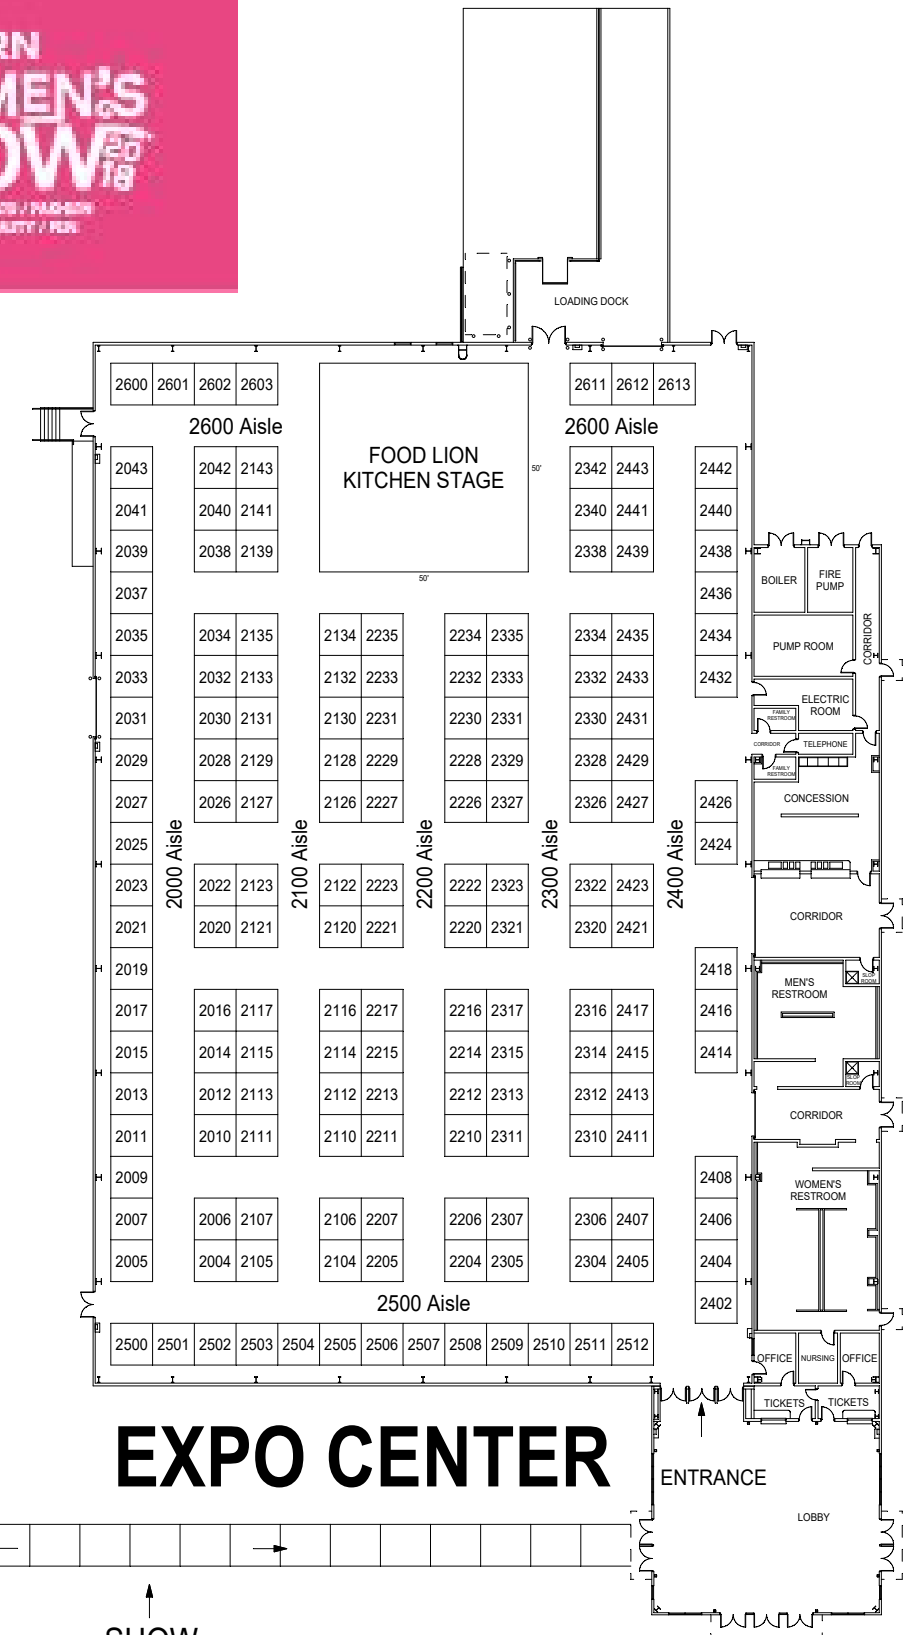 RN
MEN'S
OW 2018
LOADING DOCK
2600 2601 2602 2603
2611 2612 2613
2600 Aisle
2600 Aisle
FOOD LION
KITCHEN STAGE
50'
50'
2043 2042 2143 2342 2443 2442
2041 2040 2141 2340 2441 2440
2039 2038 2139 2338 2439 2438
2037 2436
2035 2034 2135 2134 2235 2234 2335 2334 2435 2434
2033 2032 2133 2132 2233 2232 2333 2332 2433 2432
2031 2030 2131 2130 2231 2230 2331 2330 2431
2029 2028 2129 2128 2229 2228 2329 2328 2429
2027 2026 2127 2126 2227 2226 2327 2326 2427 2426
2025 2424
2000 Aisle
2100 Aisle
2200 Aisle
2300 Aisle
2400 Aisle
2023 2022 2123 2122 2223 2222 2323 2322 2423
2021 2020 2121 2120 2221 2220 2321 2320 2421
2019 2418
2017 2016 2117 2116 2217 2216 2317 2316 2417 2416
2015 2014 2115 2114 2215 2214 2315 2314 2415 2414
2013 2012 2113 2112 2213 2212 2313 2312 2413
2011 2010 2111 2110 2211 2210 2311 2310 2411
2009 2408
2007 2006 2107 2106 2207 2206 2307 2306 2407 2406
2005 2004 2105 2104 2205 2204 2305 2304 2405 2404
2500 Aisle
2402
2500 2501 2502 2503 2504 2505 2506 2507 2508 2509 2510 2511 2512
BOILER
FIRE
PUMP
CORRIDOR
PUMP ROOM
ELECTRIC
ROOM
FAMILY
RESTROOM
CORRIDOR
TELEPHONE
FAMILY
RESTROOM
CONCESSION
CORRIDOR
SLOP
ROOM
MEN'S
RESTROOM
SLOP
ROOM
CORRIDOR
WOMEN'S
RESTROOM
OFFICE
NURSING
OFFICE
TICKETS
TICKETS
EXPO CENTER
ENTRANCE
LOBBY
SHOW